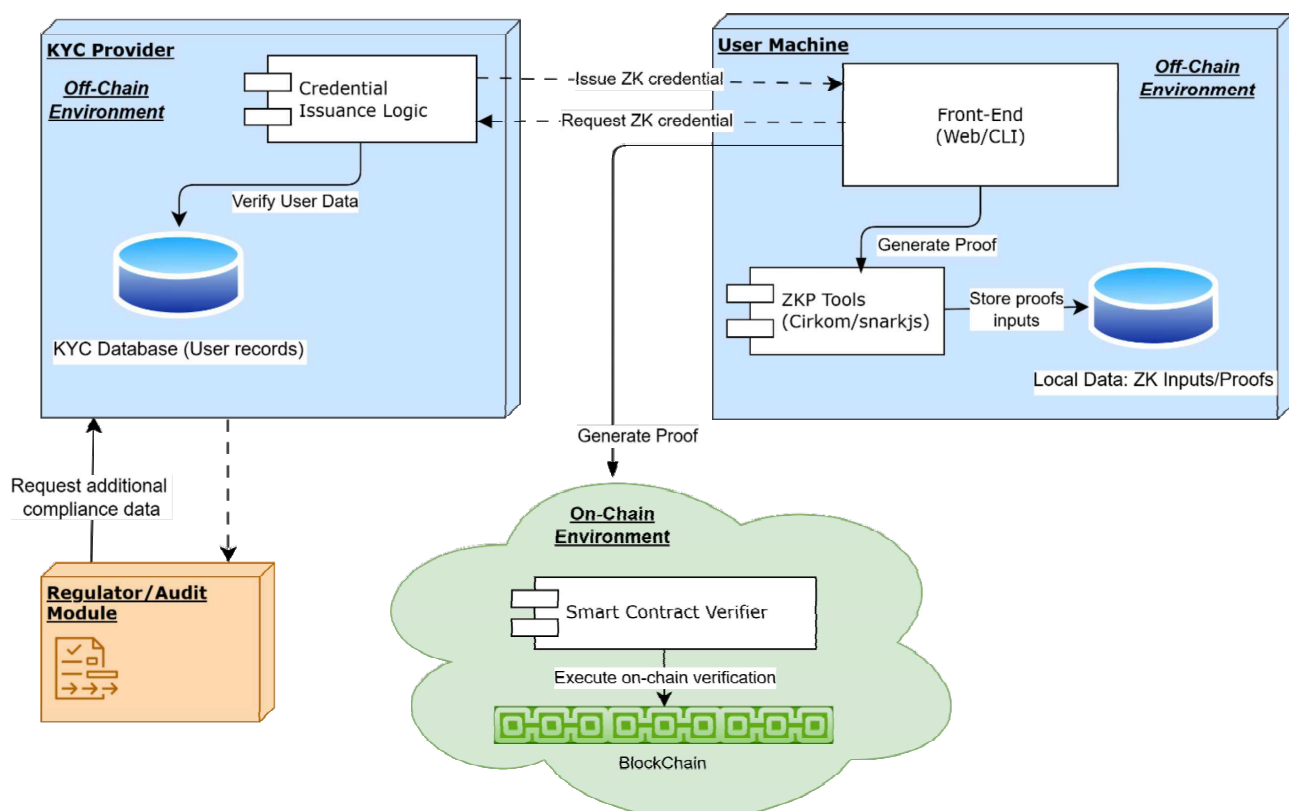 KYC Provider
Off-Chain
Environment
Credential
Issuance Logic
Verify User Data
KYC Database (User records)
Issue ZK credential
Request ZK credential
User Machine
Off-Chain
Environment
Front-End
(Web/CLI)
Generate Proof
ZKP Tools
(Cirkom/snarkjs)
Store proofs
inputs
Local Data: ZK Inputs/Proofs
Generate Proof
Request additional
compliance data
Regulator/Audit
Module
On-Chain
Environment
Smart Contract Verifier
Execute on-chain verification
BlockChain